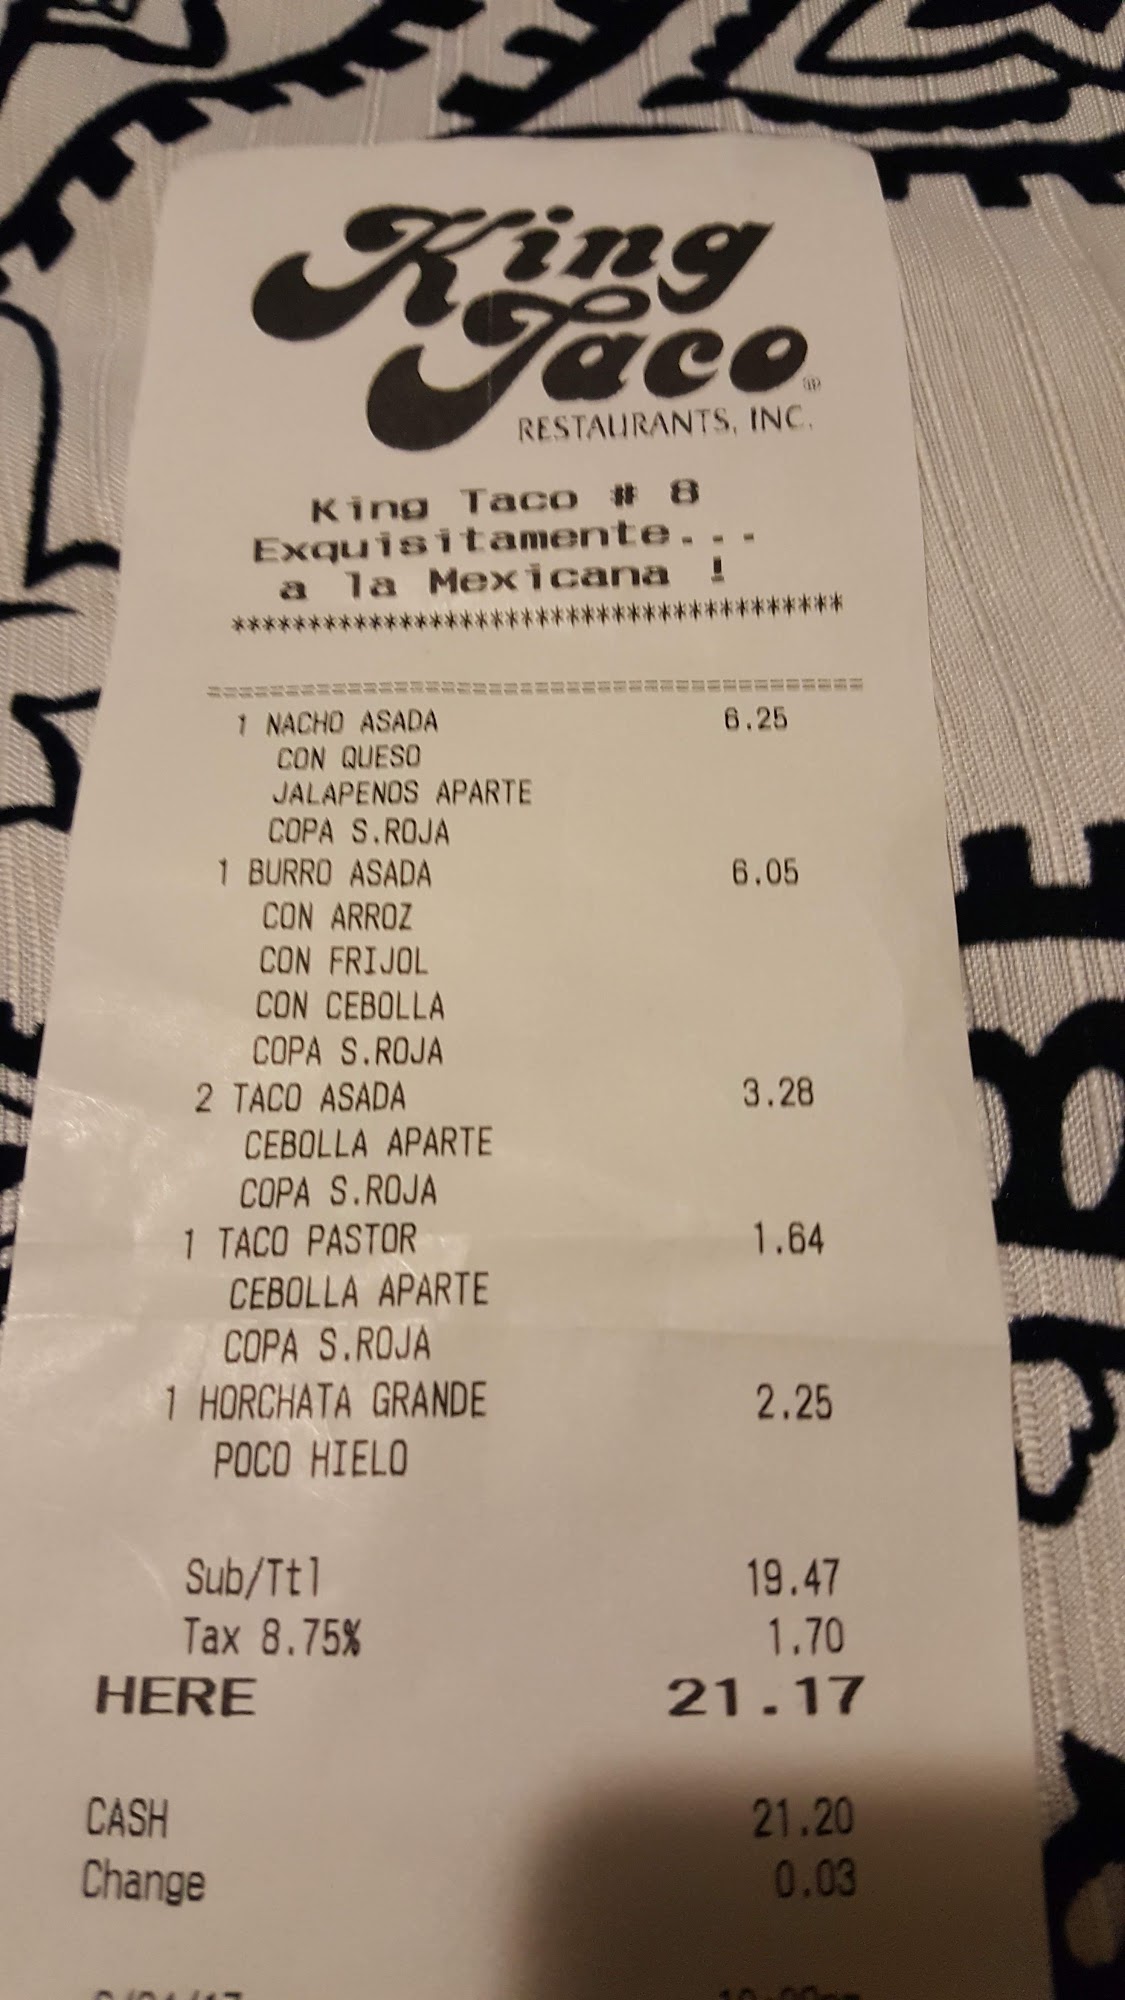 King
Taco
RESTAURANTS, INC.
King Taco # 8
Exquisitamente...
a la Mexicana !
****************************************
==========================================
1 NACHO ASADA 6.25
CON QUESO
JALAPENOS APARTE
COPA S.ROJA
1 BURRO ASADA 6.05
CON ARROZ
CON FRIJOL
CON CEBOLLA
COPA S.ROJA
2 TACO ASADA 3.28
CEBOLLA APARTE
COPA S.ROJA
1 TACO PASTOR 1.64
CEBOLLA APARTE
COPA S.ROJA
1 HORCHATA GRANDE 2.25
POCO HIELO
Sub/Ttl 19.47
Tax 8.75% 1.70
HERE 21.17
CASH 21.20
Change 0.03